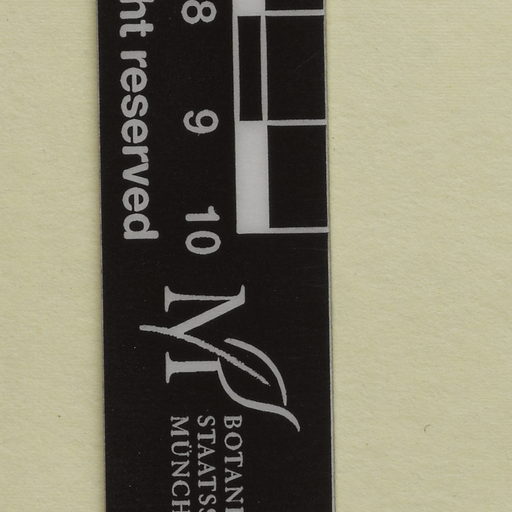 ht reserved
8 9 10
M
BOTANI
STAATSS
MÜNCH